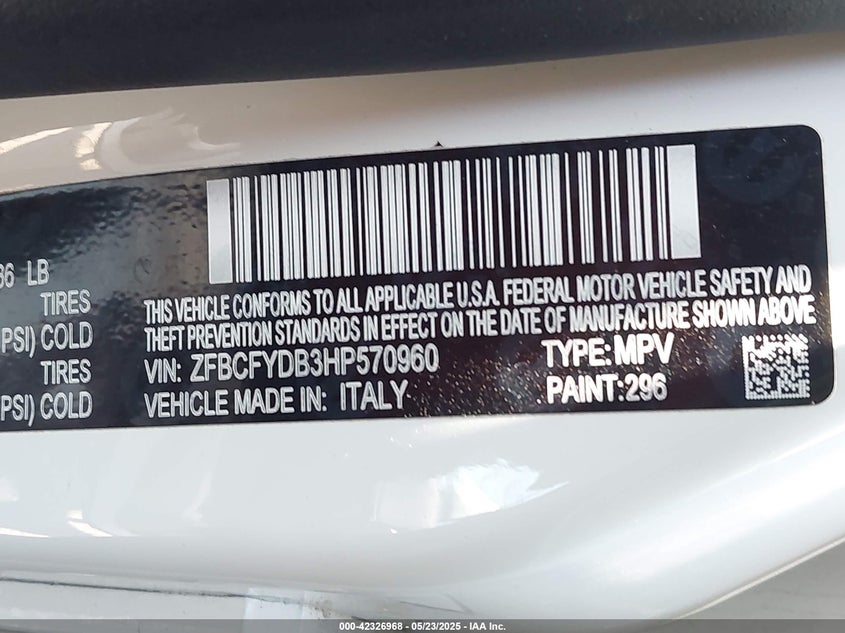 36 LB
TIRES
PSI) COLD
TIRES
PSI) COLD
THIS VEHICLE CONFORMS TO ALL APPLICABLE U.S.A. FEDERAL MOTOR VEHICLE SAFETY AND
THEFT PREVENTION STANDARDS IN EFFECT ON THE DATE OF MANUFACTURE SHOWN ABOVE
VIN: ZFBCFYDB3HP570960 TYPE: MPV
VEHICLE MADE IN: ITALY PAINT:296
000-42326968 - 05/23/2025 - IAA Inc.